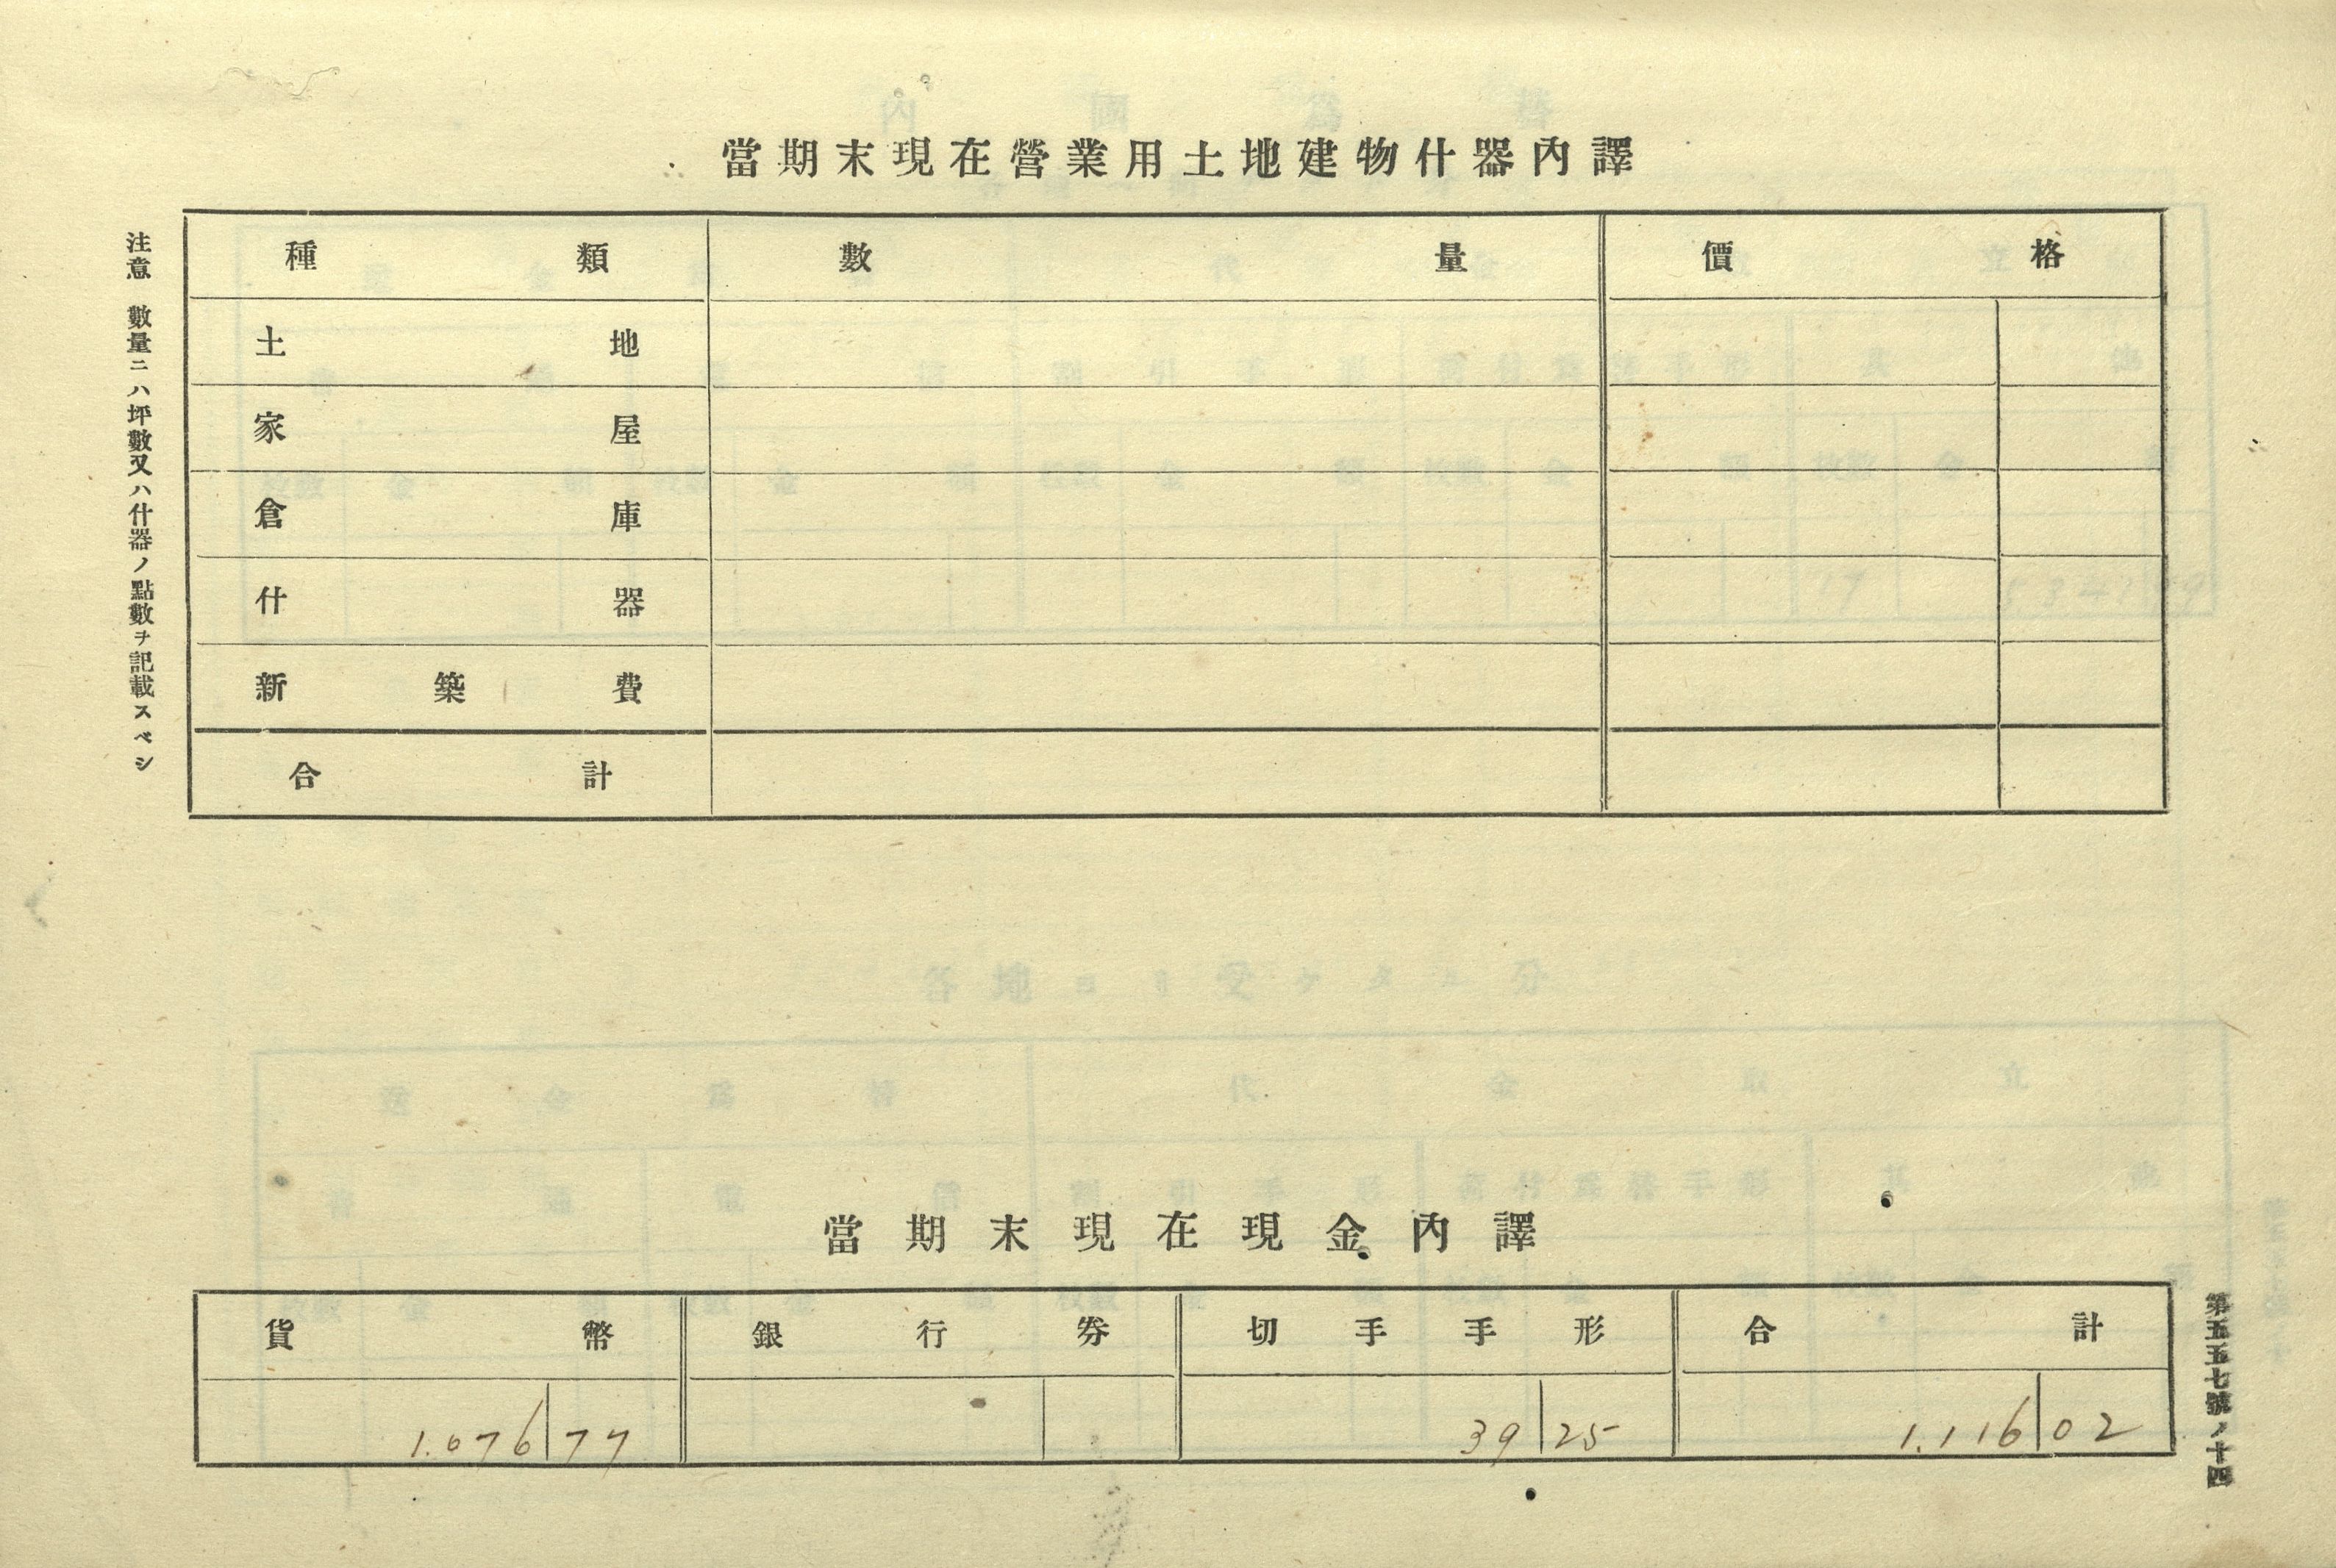 當期末現在營業用土地建物什器內譯
注意 數量ニハ坪數又ハ什器ノ點數ヲ記載スベシ
種類 數量 價格
土地
家屋
倉庫
什器
新築費
合計
當期末現在現金內譯
貨幣 銀行券 切手手形 合計
1.076 77 39 25 1.116 02
第五五七號ノ十四